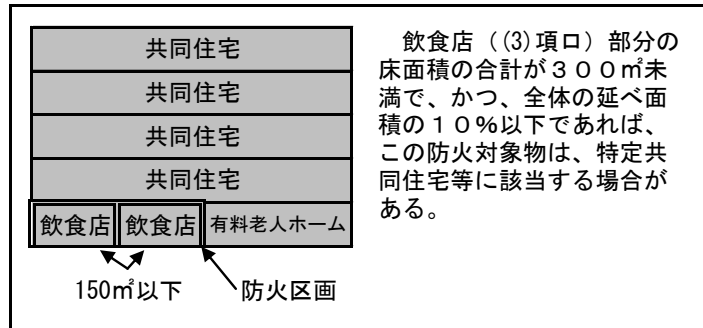 共同住宅
共同住宅
共同住宅
共同住宅
飲食店 飲食店 有料老人ホーム
150㎡以下 防火区画
飲食店（(3)項ロ）部分の
床面積の合計が３００㎡未
満で、かつ、全体の延べ面
積の１０％以下であれば、
この防火対象物は、特定共
同住宅等に該当する場合が
ある。